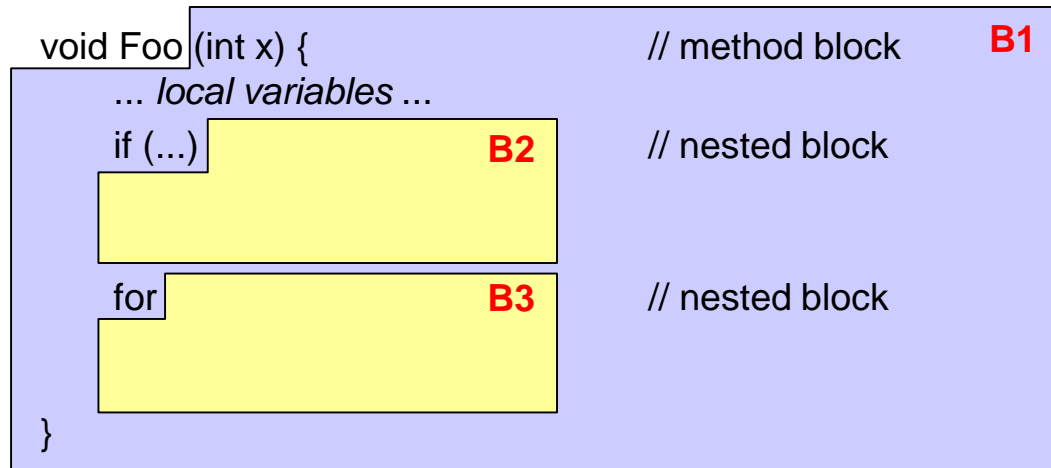 void Foo (int x) { // method block B1
... local variables ...
if (...) B2 // nested block
for B3 // nested block
}